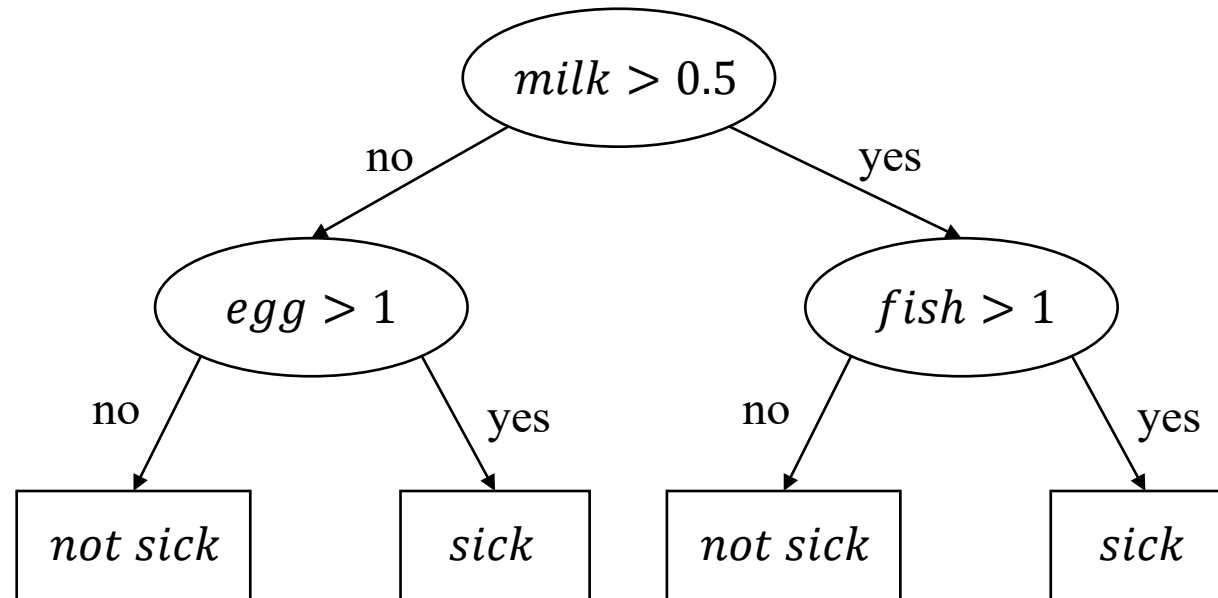 milk > 0.5
no
yes
egg > 1
fish > 1
no
yes
no
yes
not sick
sick
not sick
sick